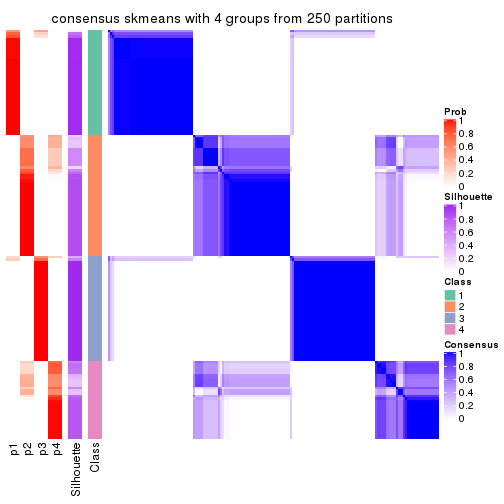 consensus skmeans with 4 groups from 250 partitions
Prob
1
0.8
0.6
0.4
0.2
0
Silhouette
1
0.8
0.6
0.4
0.2
0
Class
1
2
3
4
Consensus
1
0.8
0.6
0.4
0.2
0
p1
p2
p3
p4
Silhouette
Class